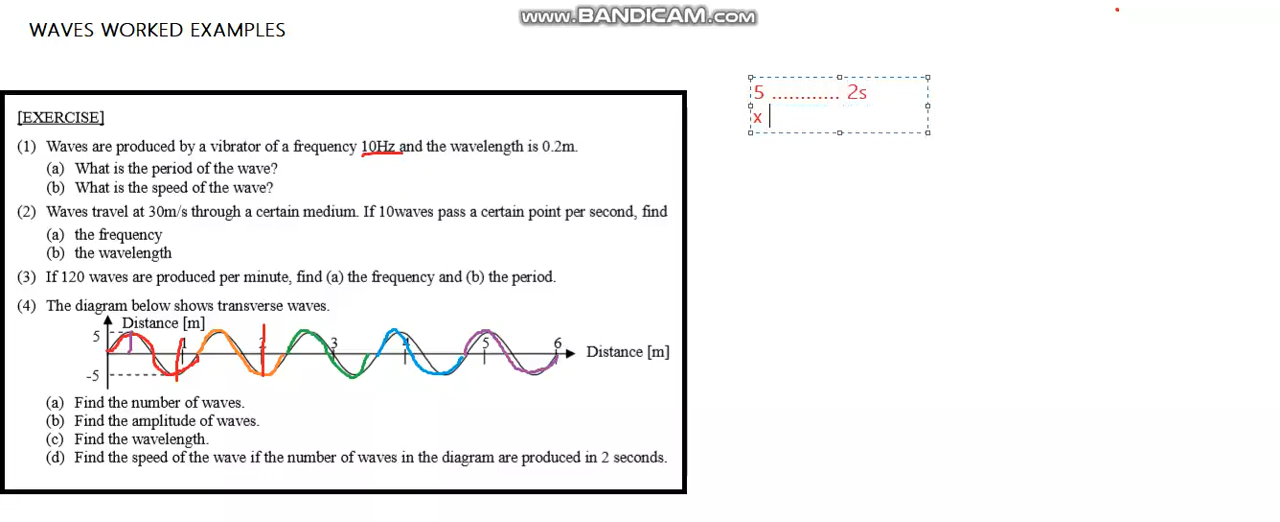 www.BANDICAM.com
WAVES WORKED EXAMPLES
5 ............ 2s
x
[EXERCISE]
(1) Waves are produced by a vibrator of a frequency 10Hz and the wavelength is 0.2m.
(a) What is the period of the wave?
(b) What is the speed of the wave?
(2) Waves travel at 30m/s through a certain medium. If 10waves pass a certain point per second, find
(a) the frequency
(b) the wavelength
(3) If 120 waves are produced per minute, find (a) the frequency and (b) the period.
(4) The diagram below shows transverse waves.
Distance [m]
5
1 2 3 4 5 6
Distance [m]
-5
(a) Find the number of waves.
(b) Find the amplitude of waves.
(c) Find the wavelength.
(d) Find the speed of the wave if the number of waves in the diagram are produced in 2 seconds.